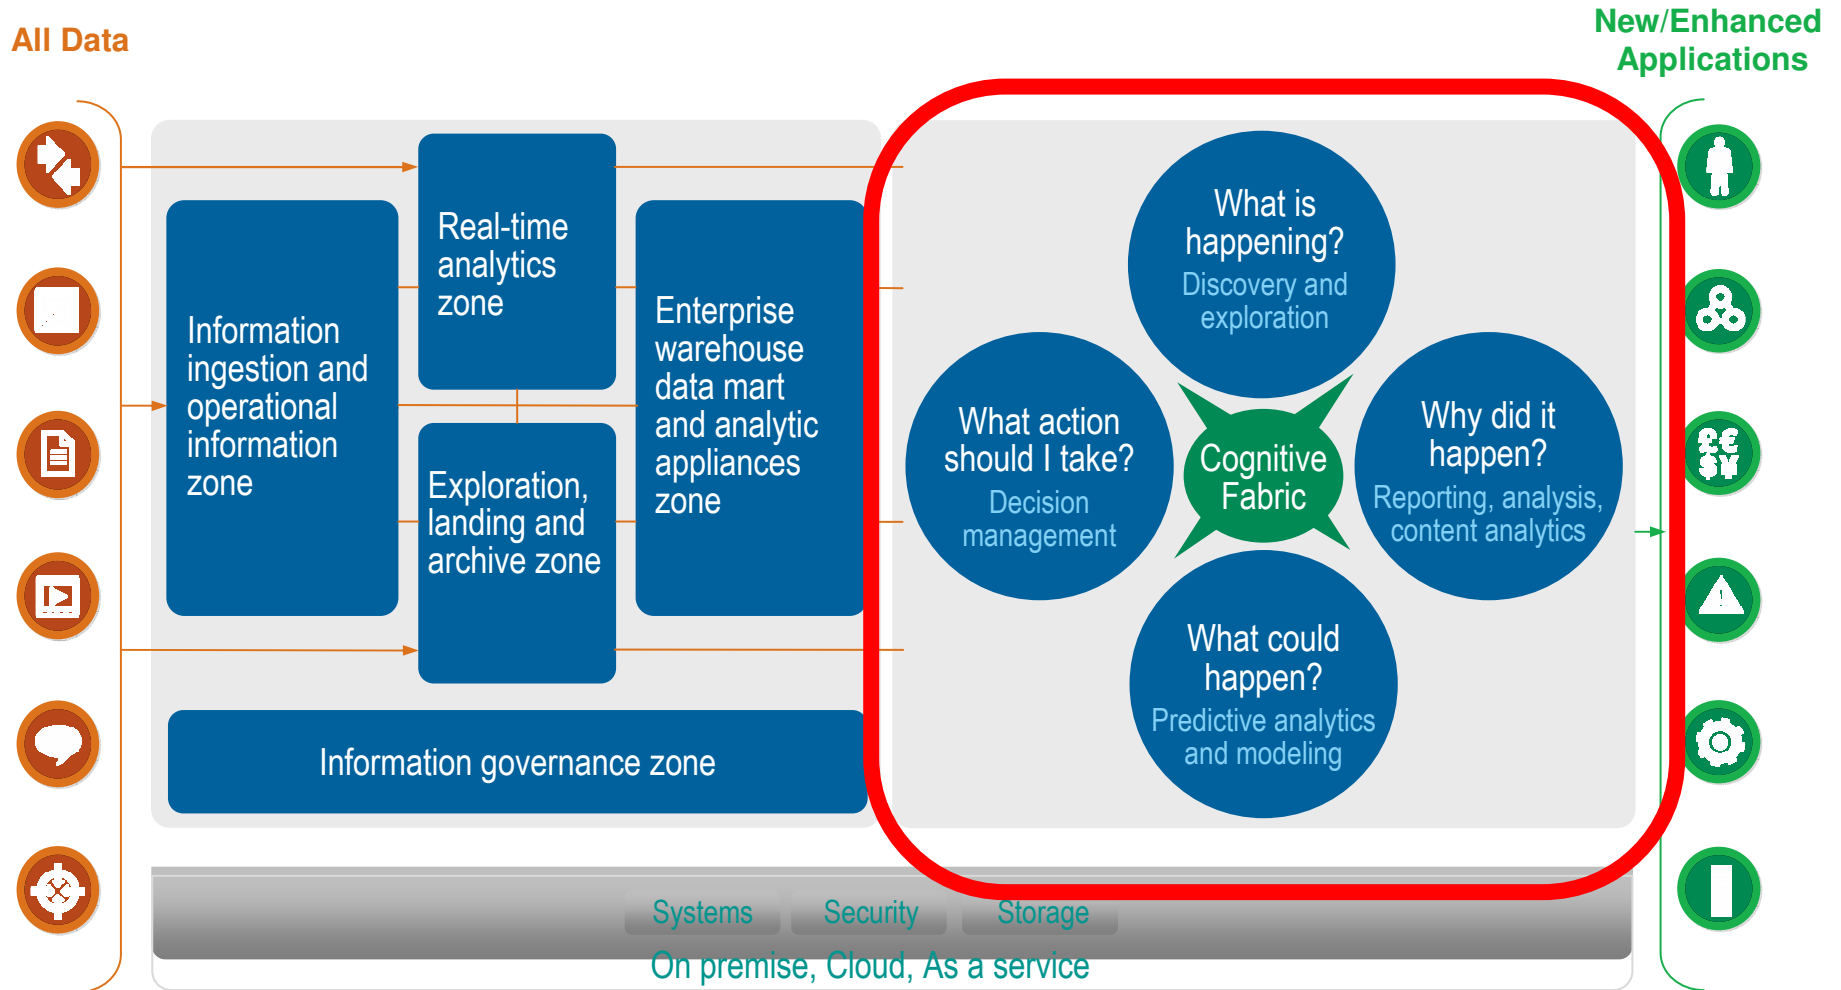 All Data
New/Enhanced
Applications
Information
ingestion and
operational
information
zone
Real-time
analytics
zone
Exploration,
landing and
archive zone
Enterprise
warehouse
data mart
and analytic
appliances
zone
Information governance zone
What is
happening?
Discovery and
exploration
What action
should I take?
Decision
management
Cognitive
Fabric
Why did it
happen?
Reporting, analysis,
content analytics
What could
happen?
Predictive analytics
and modeling
£€
$¥
Systems
Security
Storage
On premise, Cloud, As a service